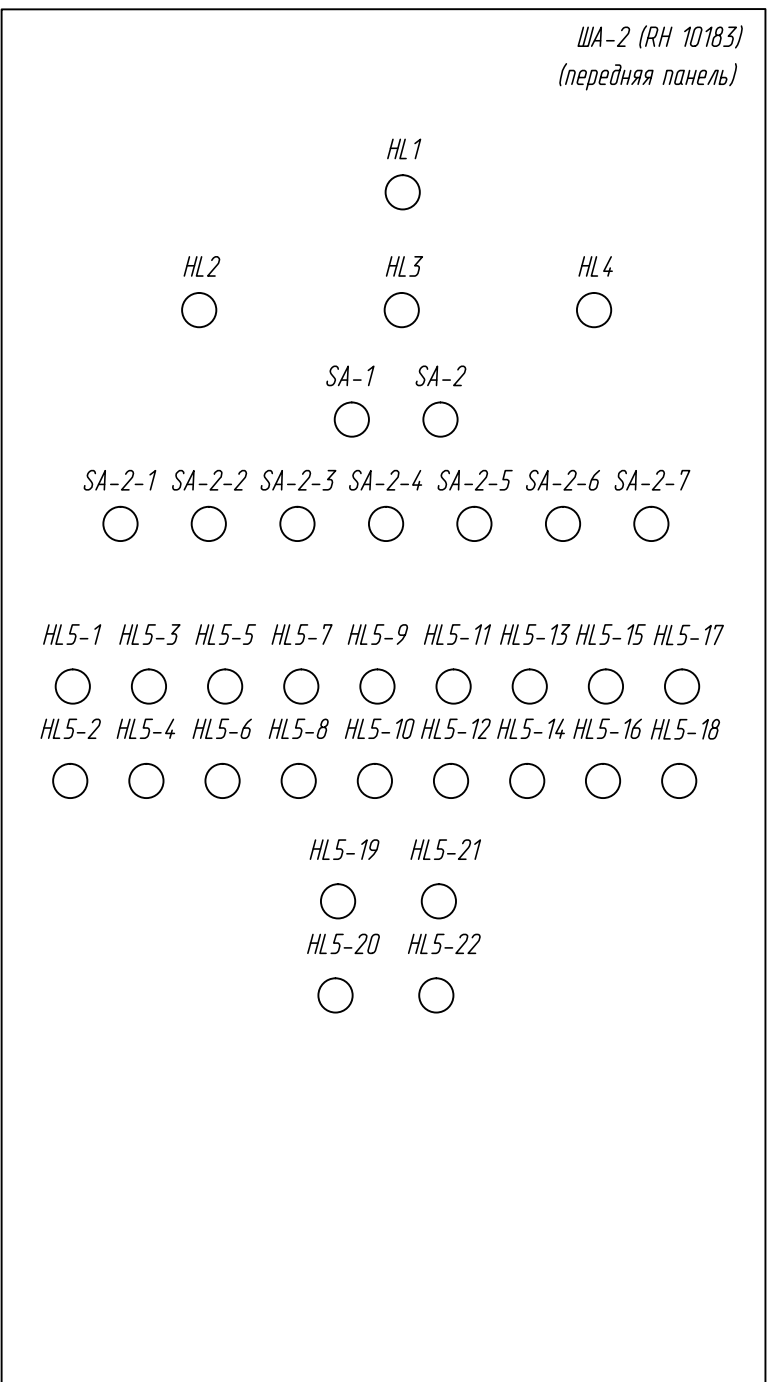 ША-2 (RH 10183)
(передняя панель)
HL1
HL2 HL3 HL4
SA-1 SA-2
SA-2-1 SA-2-2 SA-2-3 SA-2-4 SA-2-5 SA-2-6 SA-2-7
HL5-1 HL5-3 HL5-5 HL5-7 HL5-9 HL5-11 HL5-13 HL5-15 HL5-17
HL5-2 HL5-4 HL5-6 HL5-8 HL5-10 HL5-12 HL5-14 HL5-16 HL5-18
HL5-19 HL5-21
HL5-20 HL5-22